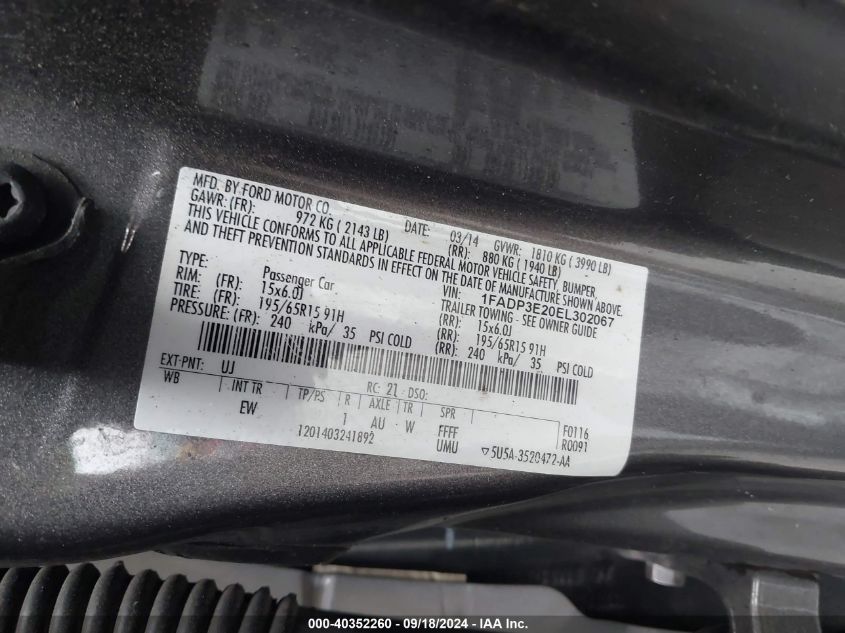 MFD. BY FORD MOTOR CO. DATE: 03/14 GVWR: 1810 KG ( 3990 LB)
GAWR: (FR): 972 KG ( 2143 LB) (RR): 880 KG ( 1940 LB)
THIS VEHICLE CONFORMS TO ALL APPLICABLE FEDERAL MOTOR VEHICLE SAFETY, BUMPER,
AND THEFT PREVENTION STANDARDS IN EFFECT ON THE DATE OF MANUFACTURE SHOWN ABOVE.
VIN: 1FADP3E20EL302067
TYPE: Passenger Car TRAILER TOWING - SEE OWNER GUIDE
RIM: (FR): 15x6.0J (RR): 15x6.0J
TIRE: (FR): 195/65R15 91H (RR): 195/65R15 91H
PRESSURE: (FR): 240 kPa/ 35 PSI COLD (RR): 240 kPa/ 35 PSI COLD
EXT-PNT: UJ RC: 21 DSO:
WB INT TR TP/PS R AXLE TR SPR F0116
EW 1 AU W FFFF R0091
1201403241892 UMU ▽5U5A-3520472-AA
000-40352260 - 09/18/2024 - IAA Inc.